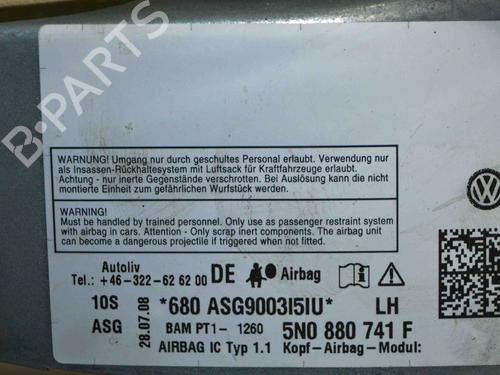 B-PARTS
WARNUNG! Umgang nur durch geschultes Personal erlaubt. Verwendung nur
als Insassen-Rückhaltesystem mit Luftsack für Kraftfahrzeuge erlaubt.
Achtung - nur inerte Gegenstände verschrotten. Bei Auslösung kann die nicht
montierte Einheit zum gefährlichen Wurfstück werden.
WARNING!
Must be handled by trained personnel. Only use as passenger restraint system
with airbag in cars. Attention - Only scrap inert components. The airbag unit
can become a dangerous projectile if triggered when not fitted.
Autoliv
Tel.: +46-322-62 62 00
DE
Airbag
10S
*680 ASG9003I5IU*
LH
ASG
28.07.08
BAM PT1- 1260
5N0 880 741 F
AIRBAG IC Typ 1.1
Kopf-Airbag-Modul: